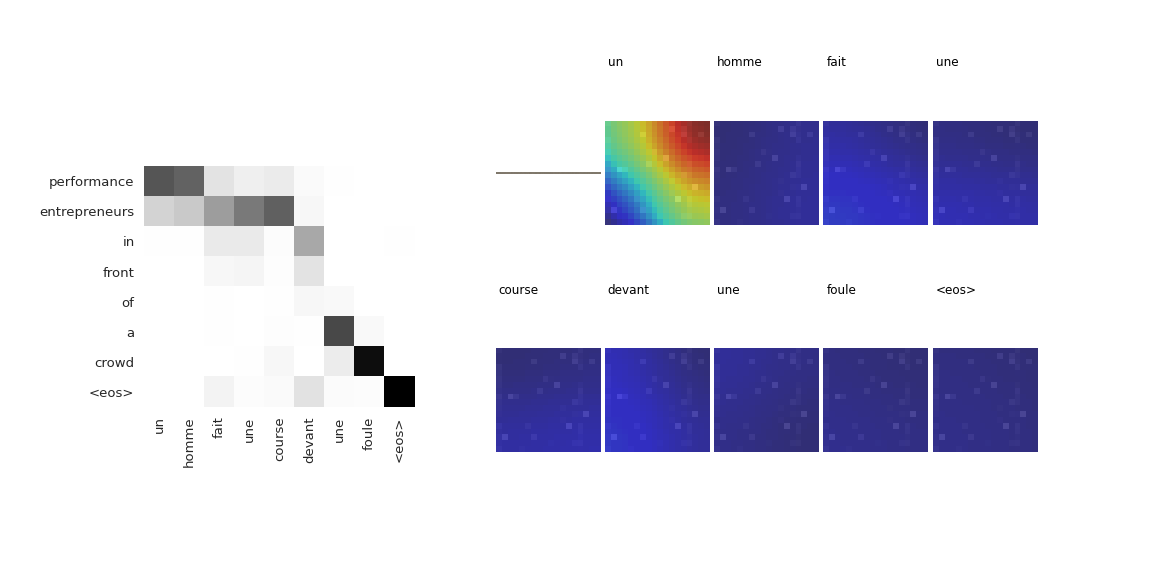 performance
entrepreneurs
in
front
of
a
crowd
<eos>
un
homme
fait
une
course
devant
une
foule
<eos>
un homme fait une
course devant une foule <eos>